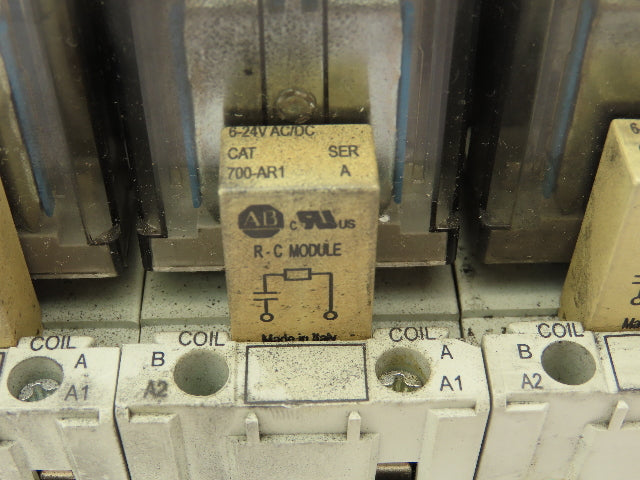 6-24V AC/DC
CAT SER
700-AR1 A
AB c UL US
R-C MODULE
Made in Italy
COIL COIL COIL COIL
A B A B
A1 A2 A1 A2